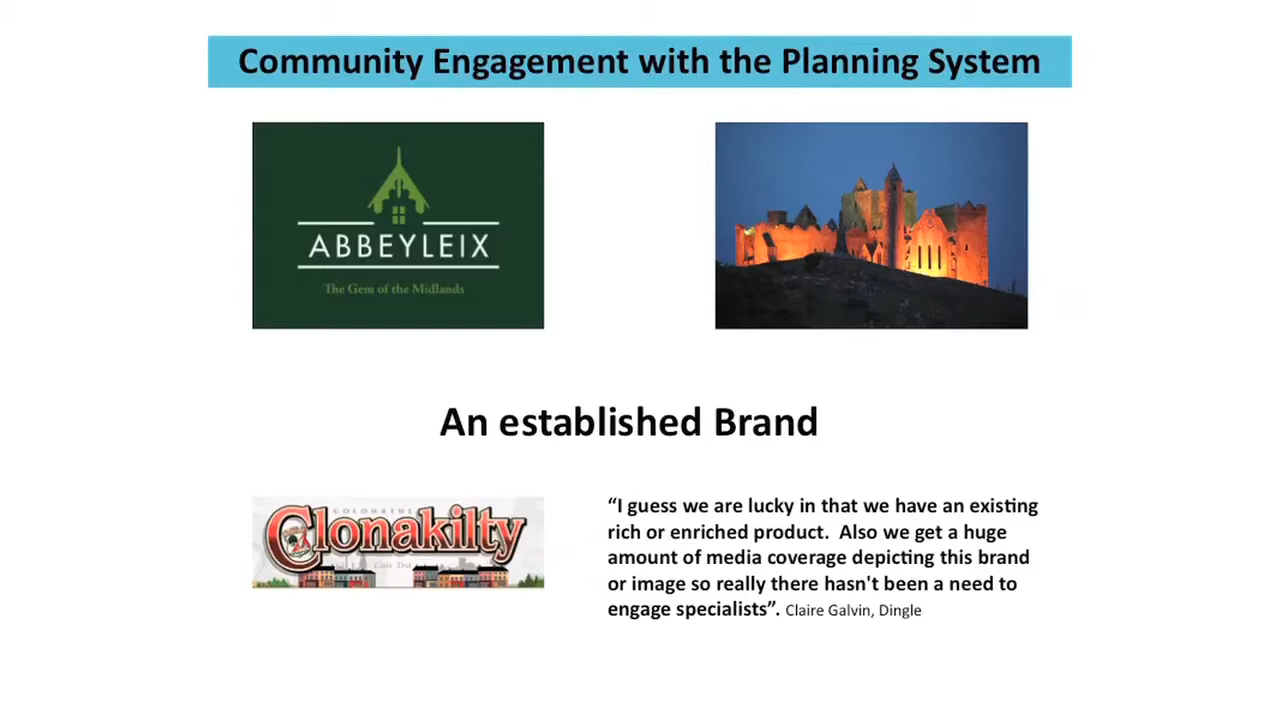 Community Engagement with the Planning System
ABBEYLEIX
The Gem of the Midlands
An established Brand
COLOURFUL
Clonakilty
“I guess we are lucky in that we have an existing
rich or enriched product.  Also we get a huge
amount of media coverage depicting this brand
or image so really there hasn't been a need to
engage specialists”. Claire Galvin, Dingle